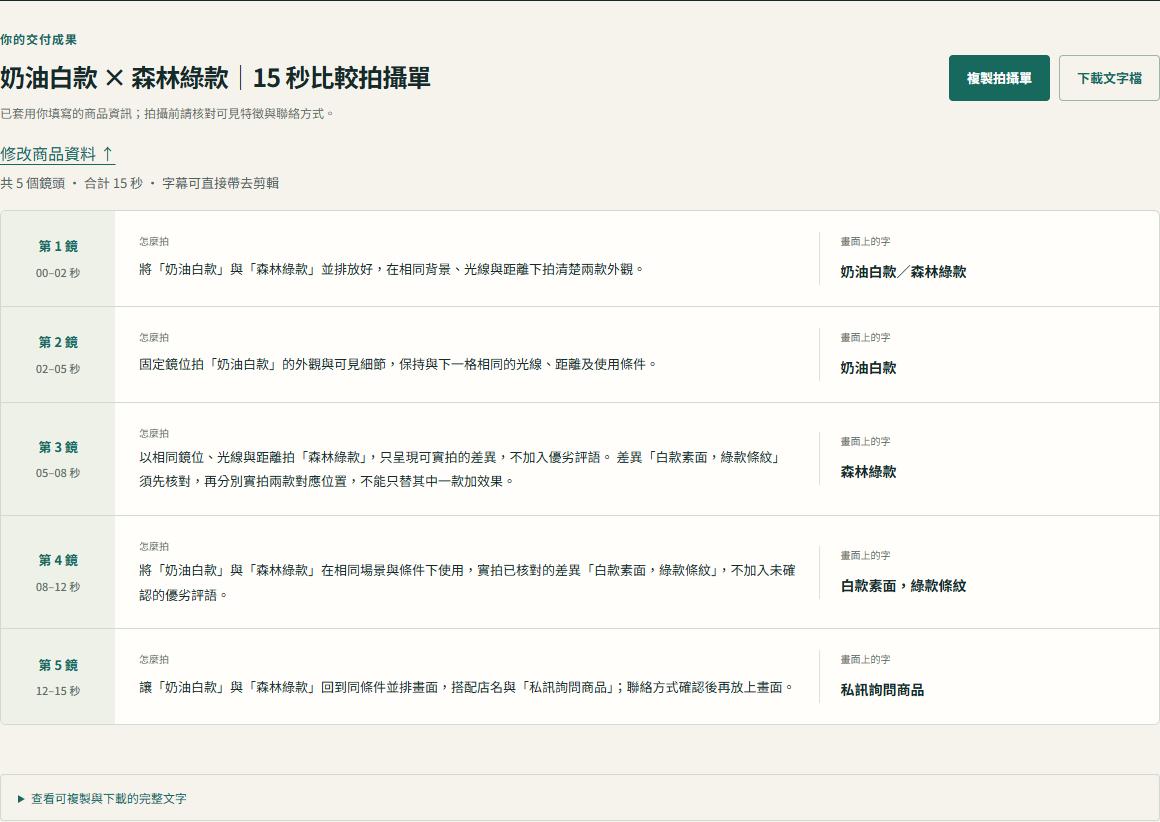 你的交付成果
奶油白款 × 森林綠款｜15 秒比較拍攝單
複製拍攝單
下載文字檔
已套用你填寫的商品資訊；拍攝前請核對可見特徵與聯絡方式。
修改商品資料 ↑
共 5 個鏡頭 · 合計 15 秒 · 字幕可直接帶去剪輯
第 1 鏡
00–02 秒
怎麼拍
將「奶油白款」與「森林綠款」並排放好，在相同背景、光線與距離下拍清楚兩款外觀。
畫面上的字
奶油白款／森林綠款
第 2 鏡
02–05 秒
怎麼拍
固定鏡位拍「奶油白款」的外觀與可見細節，保持與下一格相同的光線、距離及使用條件。
畫面上的字
奶油白款
第 3 鏡
05–08 秒
怎麼拍
以相同鏡位、光線與距離拍「森林綠款」，只呈現可實拍的差異，不加入優劣評語。 差異「白款素面，綠款條紋」
須先核對，再分別實拍兩款對應位置，不能只替其中一款加效果。
畫面上的字
森林綠款
第 4 鏡
08–12 秒
怎麼拍
將「奶油白款」與「森林綠款」在相同場景與條件下使用，實拍已核對的差異「白款素面，綠款條紋」，不加入未確
認的優劣評語。
畫面上的字
白款素面，綠款條紋
第 5 鏡
12–15 秒
怎麼拍
讓「奶油白款」與「森林綠款」回到同條件並排畫面，搭配店名與「私訊詢問商品」；聯絡方式確認後再放上畫面。
畫面上的字
私訊詢問商品
▶ 查看可複製與下載的完整文字